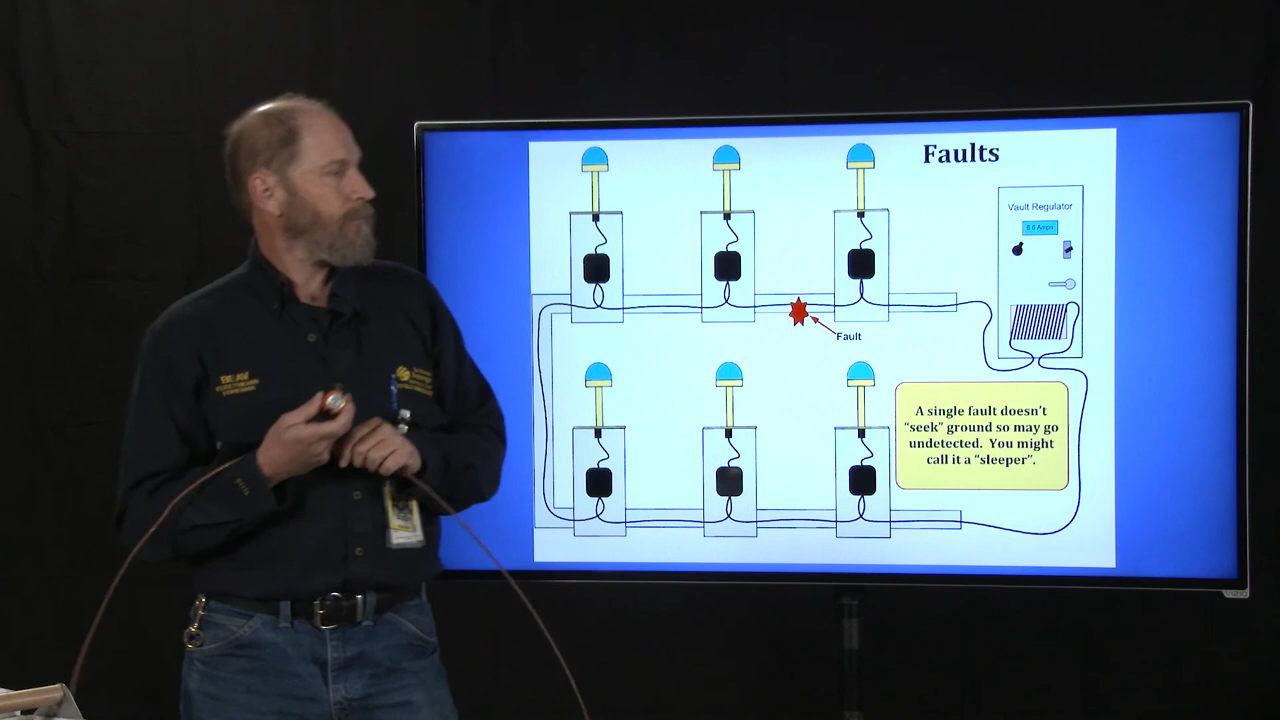 Faults
Vault Regulator
6.6 Amps
Fault
A single fault doesn't
"seek" ground so may go
undetected. You might
call it a "sleeper".
BEAV